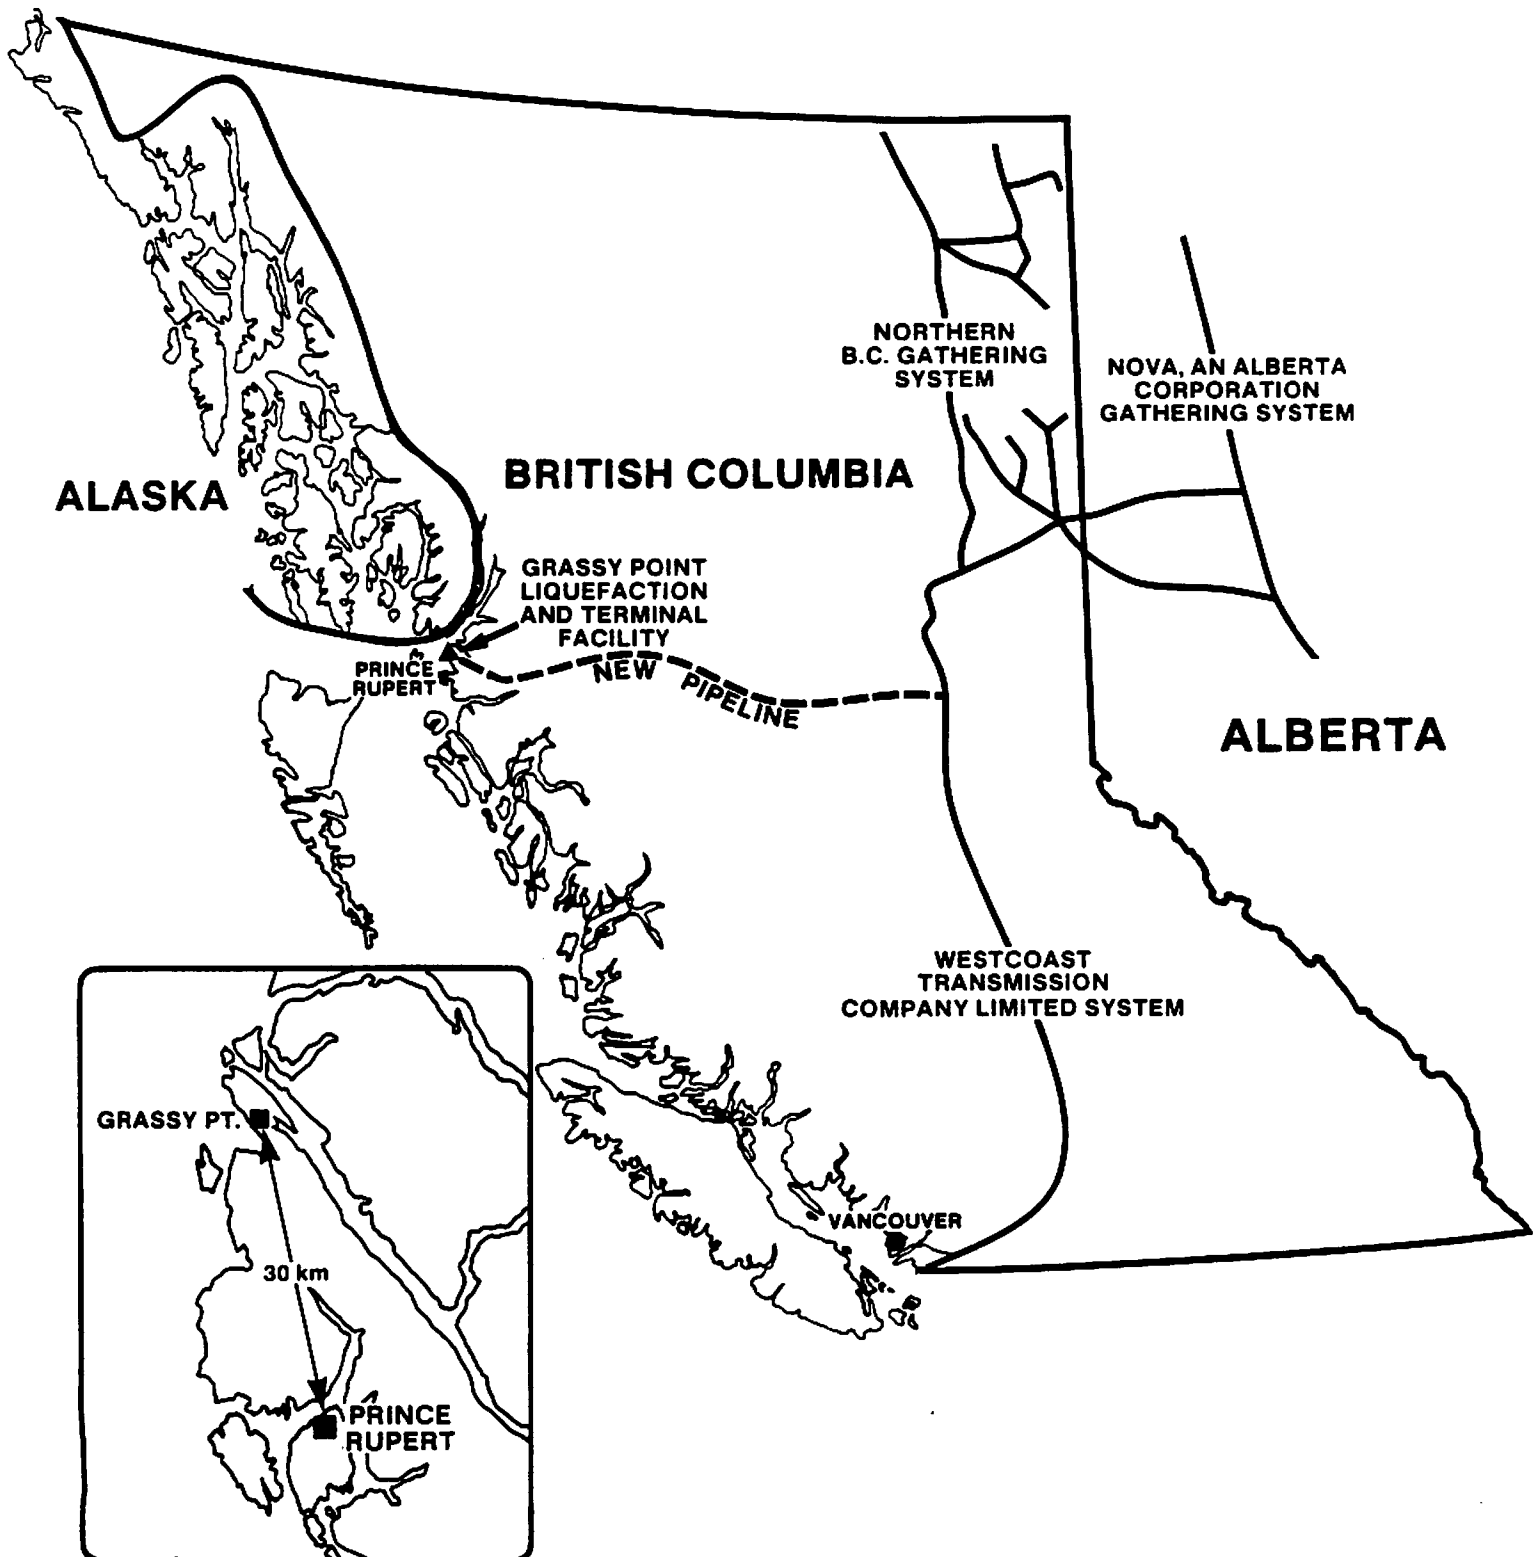 NORTHERN
B.C. GATHERING
SYSTEM
NOVA, AN ALBERTA
CORPORATION
GATHERING SYSTEM
BRITISH COLUMBIA
ALASKA
GRASSY POINT
LIQUEFACTION
AND TERMINAL
FACILITY
PRINCE
RUPERT
NEW PIPELINE
ALBERTA
WESTCOAST
TRANSMISSION
COMPANY LIMITED SYSTEM
GRASSY PT.
VANCOUVER
30 km
PRINCE
RUPERT